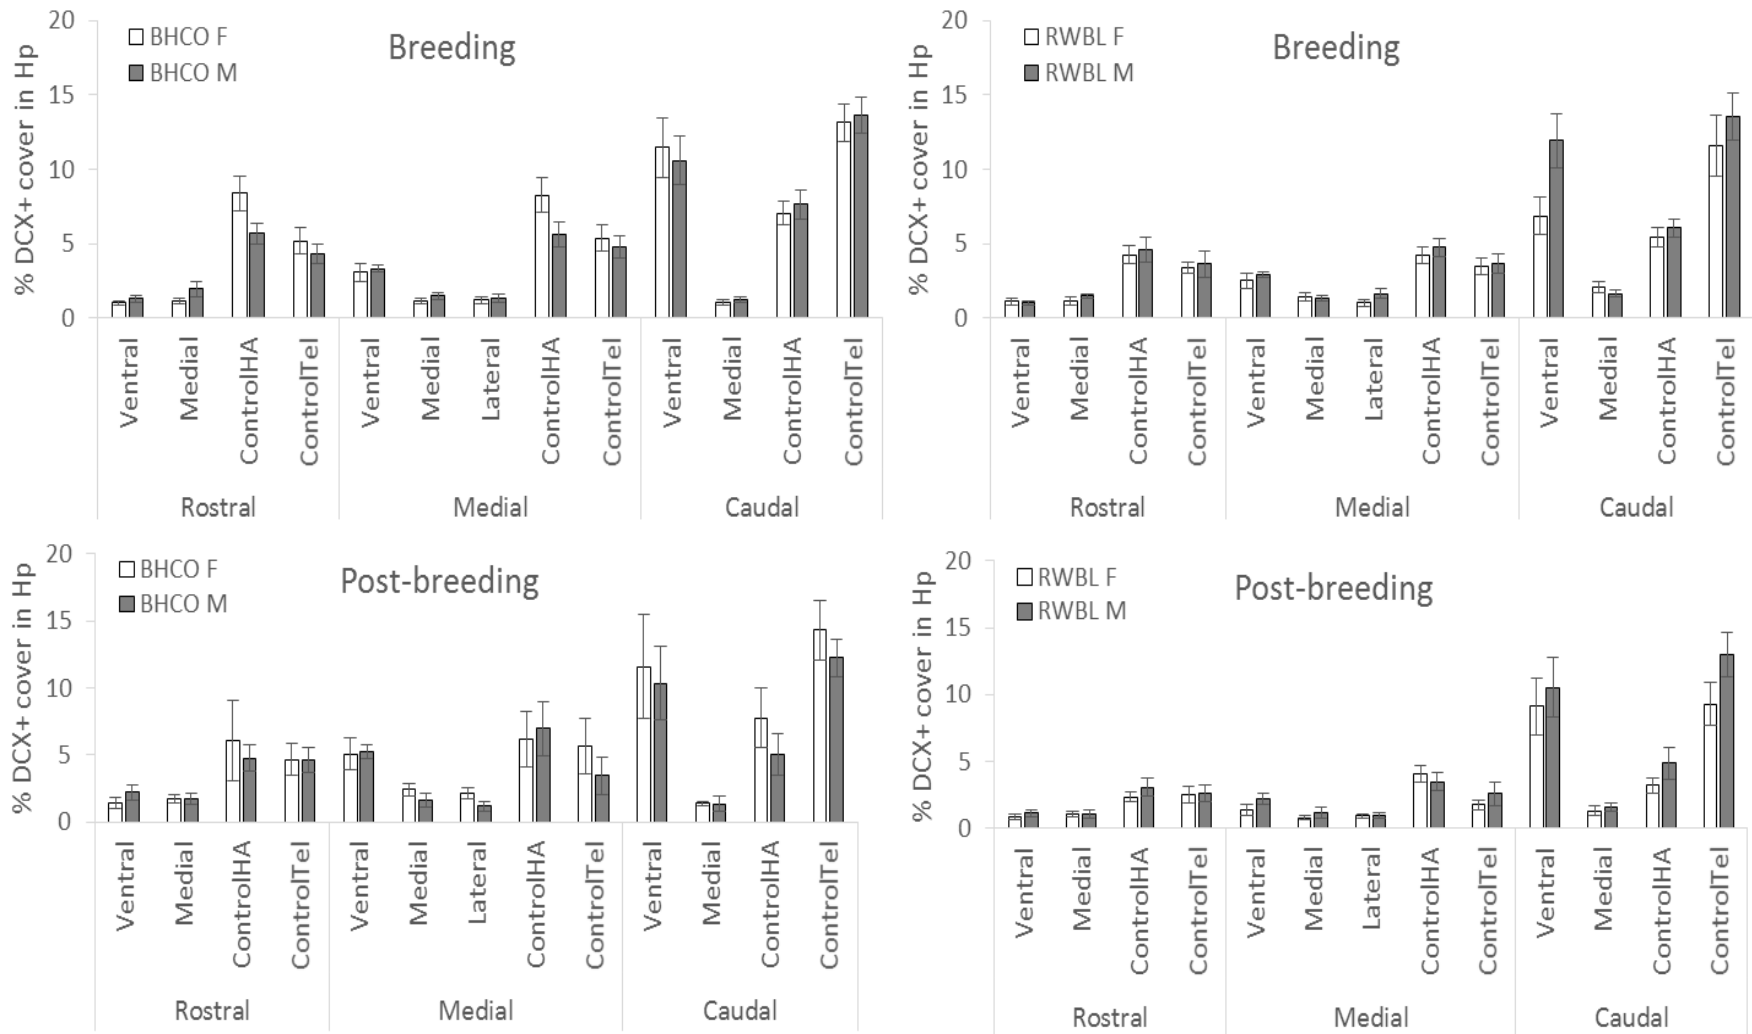 % DCX+ cover in Hp
20
15
10
5
0
BHCO F
BHCO M
Breeding
Ventral
Medial
ControlHA
ControlTel
Ventral
Medial
Lateral
ControlHA
ControlTel
Ventral
Medial
ControlHA
ControlTel
Rostral
Medial
Caudal
% DCX+ cover in Hp
20
15
10
5
0
RWBL F
RWBL M
Breeding
Ventral
Medial
ControlHA
ControlTel
Ventral
Medial
Lateral
ControlHA
ControlTel
Ventral
Medial
ControlHA
ControlTel
Rostral
Medial
Caudal
% DCX+ cover in Hp
20
15
10
5
0
BHCO F
BHCO M
Post-breeding
Ventral
Medial
ControlHA
ControlTel
Ventral
Medial
Lateral
ControlHA
ControlTel
Ventral
Medial
ControlHA
ControlTel
Rostral
Medial
Caudal
% DCX+ cover in Hp
20
15
10
5
0
RWBL F
RWBL M
Post-breeding
Ventral
Medial
ControlHA
ControlTel
Ventral
Medial
Lateral
ControlHA
ControlTel
Ventral
Medial
ControlHA
ControlTel
Rostral
Medial
Caudal